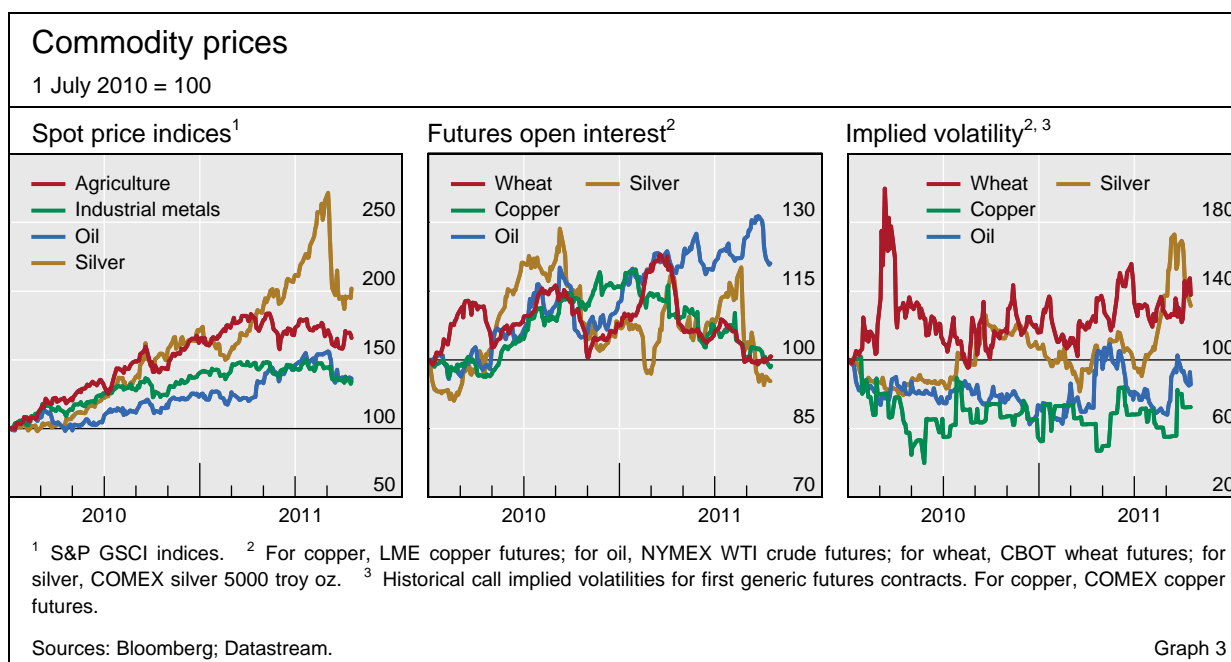 Commodity prices
1 July 2010 = 100
Spot price indices1
Agriculture
Industrial metals
Oil
Silver
250
200
150
100
50
2010 2011
Futures open interest2
Wheat Silver
Copper
Oil
130
115
100
85
70
2010 2011
Implied volatility2, 3
Wheat Silver
Copper
Oil
180
140
100
60
20
2010 2011
1 S&P GSCI indices. 2 For copper, LME copper futures; for oil, NYMEX WTI crude futures; for wheat, CBOT wheat futures; for
silver, COMEX silver 5000 troy oz. 3 Historical call implied volatilities for first generic futures contracts. For copper, COMEX copper
futures.
Sources: Bloomberg; Datastream. Graph 3